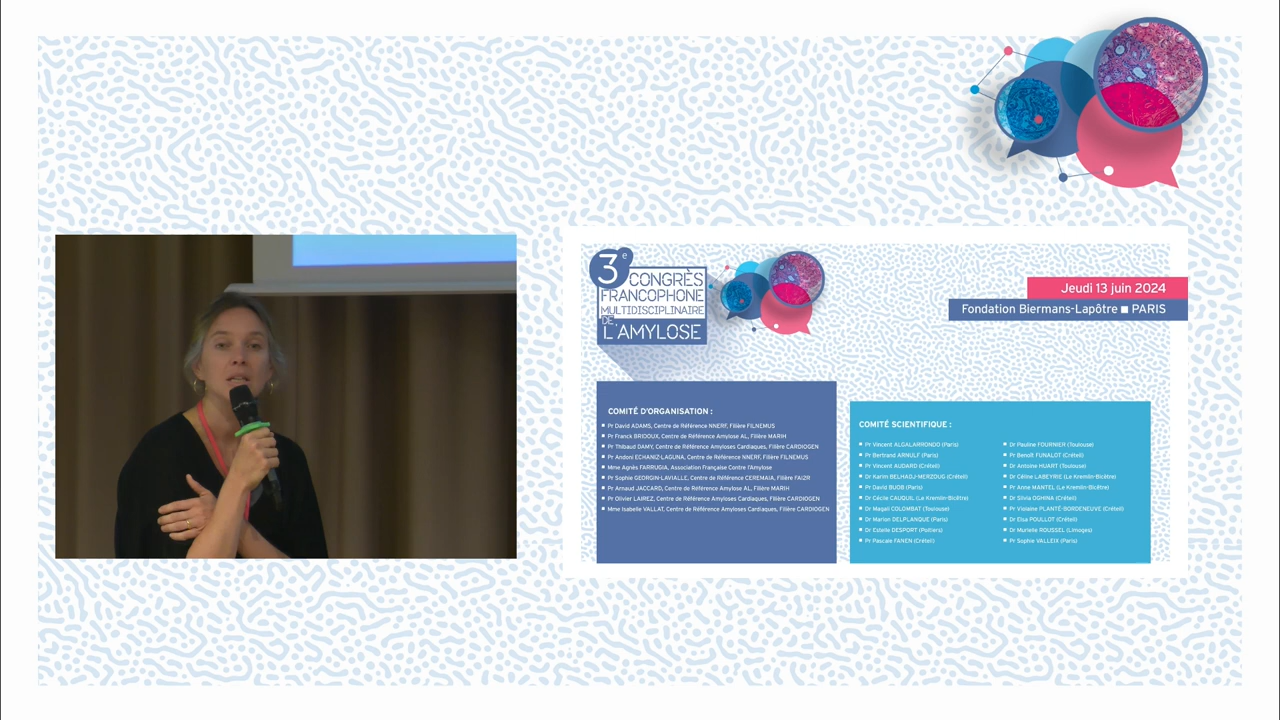 3e
CONGRÈS
FRANCOPHONE
MULTIDISCIPLINAIRE
DE
L'AMYLOSE
Jeudi 13 juin 2024
Fondation Biermans-Lapôtre ■ PARIS
COMITÉ D'ORGANISATION :
Pr David ADAMS, Centre de Référence NNERF, Filière FILNEMUS
Pr Franck BRIDOUX, Centre de Référence Amylose AL, Filière MARIH
Pr Thibaud DAMY, Centre de Référence Amyloses Cardiaques, Filière CARDIOGEN
Pr Andoni ECHANIZ-LAGUNA, Centre de Référence NNERF, Filière FILNEMUS
Mme Agnès FARRUGIA, Association Française Contre l'Amylose
Pr Sophie GEORGIN-LAVIALLE, Centre de Référence CEREMAIA, Filière FAI2R
Pr Arnaud JACCARD, Centre de Référence Amylose AL, Filière MARIH
Pr Olivier LAIREZ, Centre de Référence Amyloses Cardiaques, Filière CARDIOGEN
Mme Isabelle VALLAT, Centre de Référence Amyloses Cardiaques, Filière CARDIOGEN
COMITÉ SCIENTIFIQUE :
Pr Vincent ALGALARRONDO (Paris)
Pr Bertrand ARNULF (Paris)
Pr Vincent AUDARD (Créteil)
Dr Karim BELHADJ-MERZOUG (Créteil)
Pr David BUOB (Paris)
Dr Cécile CAUQUIL (Le Kremlin-Bicêtre)
Dr Magali COLOMBAT (Toulouse)
Dr Marion DELPLANQUE (Paris)
Dr Estelle DESPORT (Poitiers)
Pr Pascale FANEN (Créteil)
Dr Pauline FOURNIER (Toulouse)
Pr Benoît FUNALOT (Créteil)
Dr Antoine HUART (Toulouse)
Dr Céline LABEYRIE (Le Kremlin-Bicêtre)
Pr Anne MANTEL (Le Kremlin-Bicêtre)
Dr Silvia OGHINA (Créteil)
Pr Violaine PLANTÉ-BORDENEUVE (Créteil)
Dr Elsa POULLOT (Créteil)
Dr Murielle ROUSSEL (Limoges)
Pr Sophie VALLEIX (Paris)